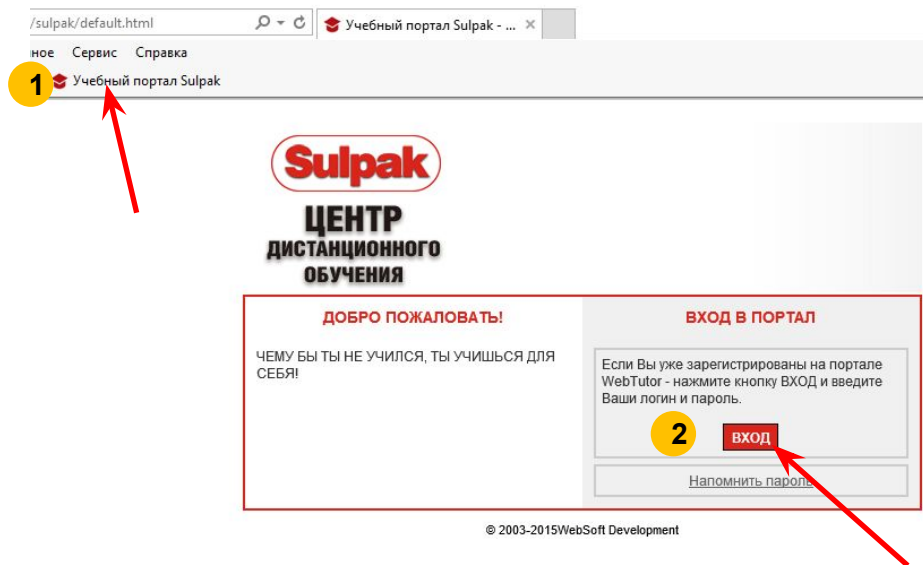 /sulpak/default.html
Учебный портал Sulpak - ...
ное Сервис Справка
1
Учебный портал Sulpak
Sulpak
ЦЕНТР
ДИСТАНЦИОННОГО
ОБУЧЕНИЯ
ДОБРО ПОЖАЛОВАТЬ!
ЧЕМУ БЫ ТЫ НЕ УЧИЛСЯ, ТЫ УЧИШЬСЯ ДЛЯ
СЕБЯ!
ВХОД В ПОРТАЛ
Если Вы уже зарегистрированы на портале
WebTutor - нажмите кнопку ВХОД и введите
Ваши логин и пароль.
2
ВХОД
Напомнить пароль
© 2003-2015WebSoft Development